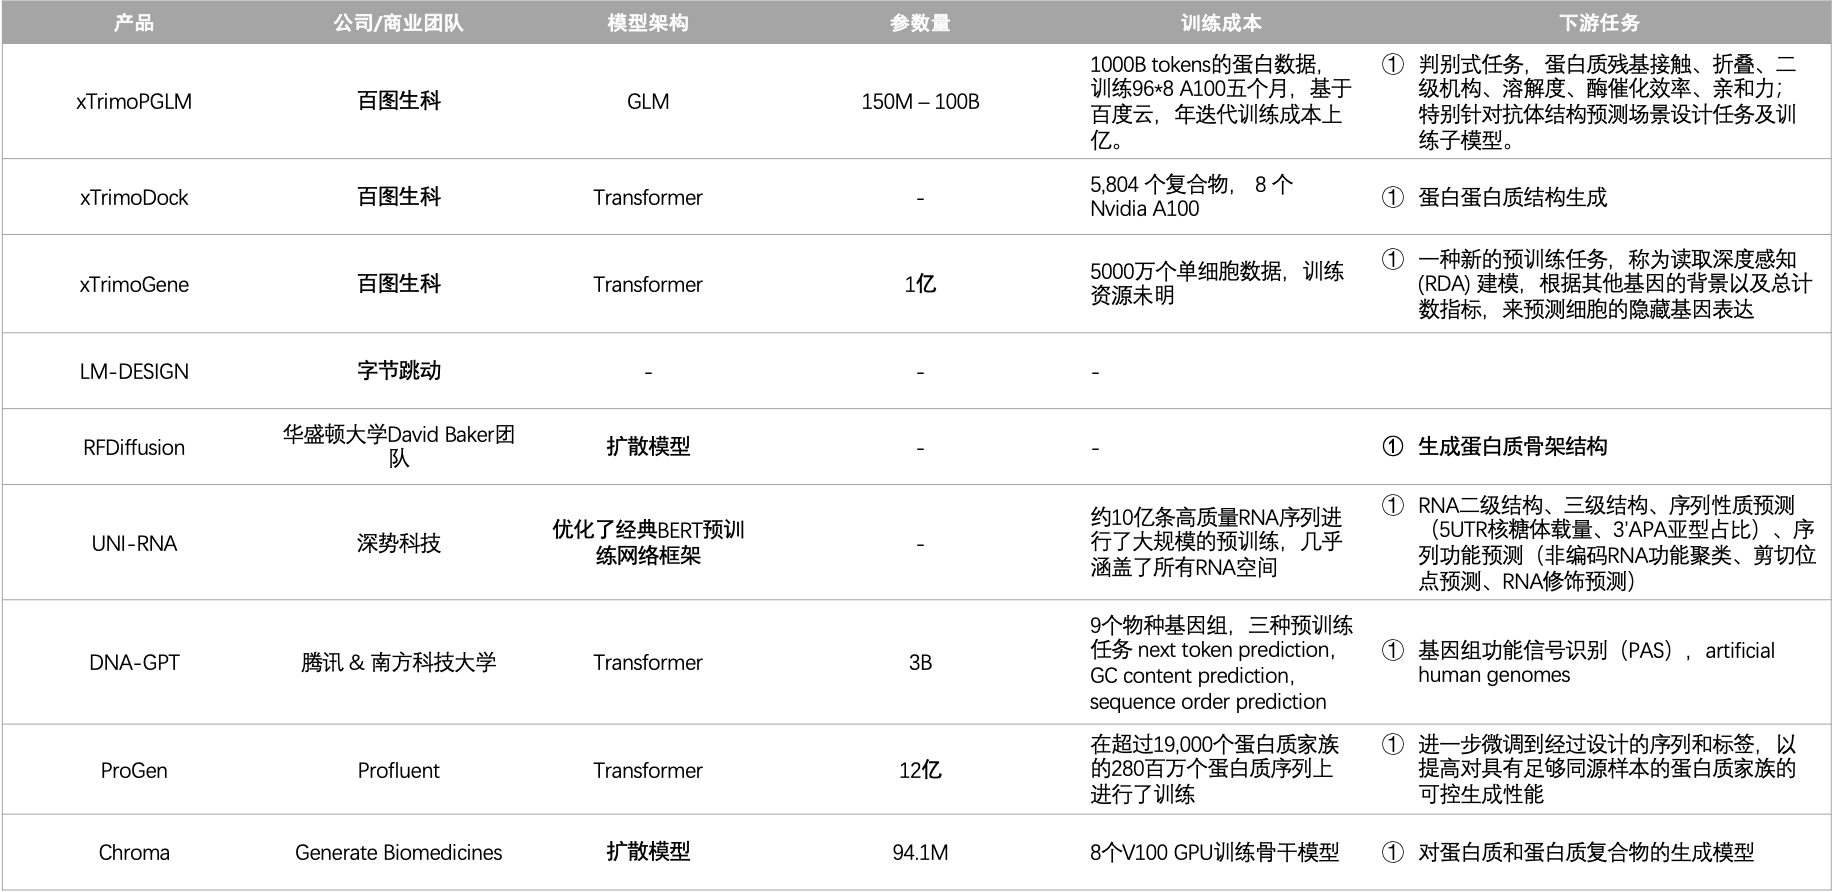 产品 公司/商业团队 模型架构 参数量 训练成本 下游任务
xTrimoPGLM 百图生科 GLM 150M – 100B
1000B tokens的蛋白数据，
训练96*8 A100五个月，基于
百度云，年迭代训练成本上
亿。
① 判别式任务，蛋白质残基接触、折叠、二
级机构、溶解度、酶催化效率、亲和力；
特别针对抗体结构预测场景设计任务及训
练子模型。
xTrimoDock 百图生科 Transformer -
5,804 个复合物， 8 个
Nvidia A100
① 蛋白蛋白质结构生成
xTrimoGene 百图生科 Transformer 1亿
5000万个单细胞数据，训练
资源未明
① 一种新的预训练任务，称为读取深度感知
(RDA) 建模，根据其他基因的背景以及总计
数指标，来预测细胞的隐藏基因表达
LM-DESIGN 字节跳动 - - -
RFDiffusion
华盛顿大学David Baker团
队
扩散模型 - -
① 生成蛋白质骨架结构
UNI-RNA 深势科技
优化了经典BERT预训
练网络框架
-
约10亿条高质量RNA序列进
行了大规模的预训练，几乎
涵盖了所有RNA空间
① RNA二级结构、三级结构、序列性质预测
（5UTR核糖体载量、3'APA亚型占比）、序
列功能预测（非编码RNA功能聚类、剪切位
点预测、RNA修饰预测）
DNA-GPT 腾讯 & 南方科技大学 Transformer 3B
9个物种基因组，三种预训练
任务 next token prediction，
GC content prediction，
sequence order prediction
① 基因组功能信号识别（PAS），artificial
human genomes
ProGen Profluent Transformer 12亿
在超过19,000个蛋白质家族
的280百万个蛋白质序列上
进行了训练
① 进一步微调到经过设计的序列和标签，以
提高对具有足够同源样本的蛋白质家族的
可控生成性能
Chroma Generate Biomedicines 扩散模型 94.1M 8个V100 GPU训练骨干模型 ① 对蛋白质和蛋白质复合物的生成模型